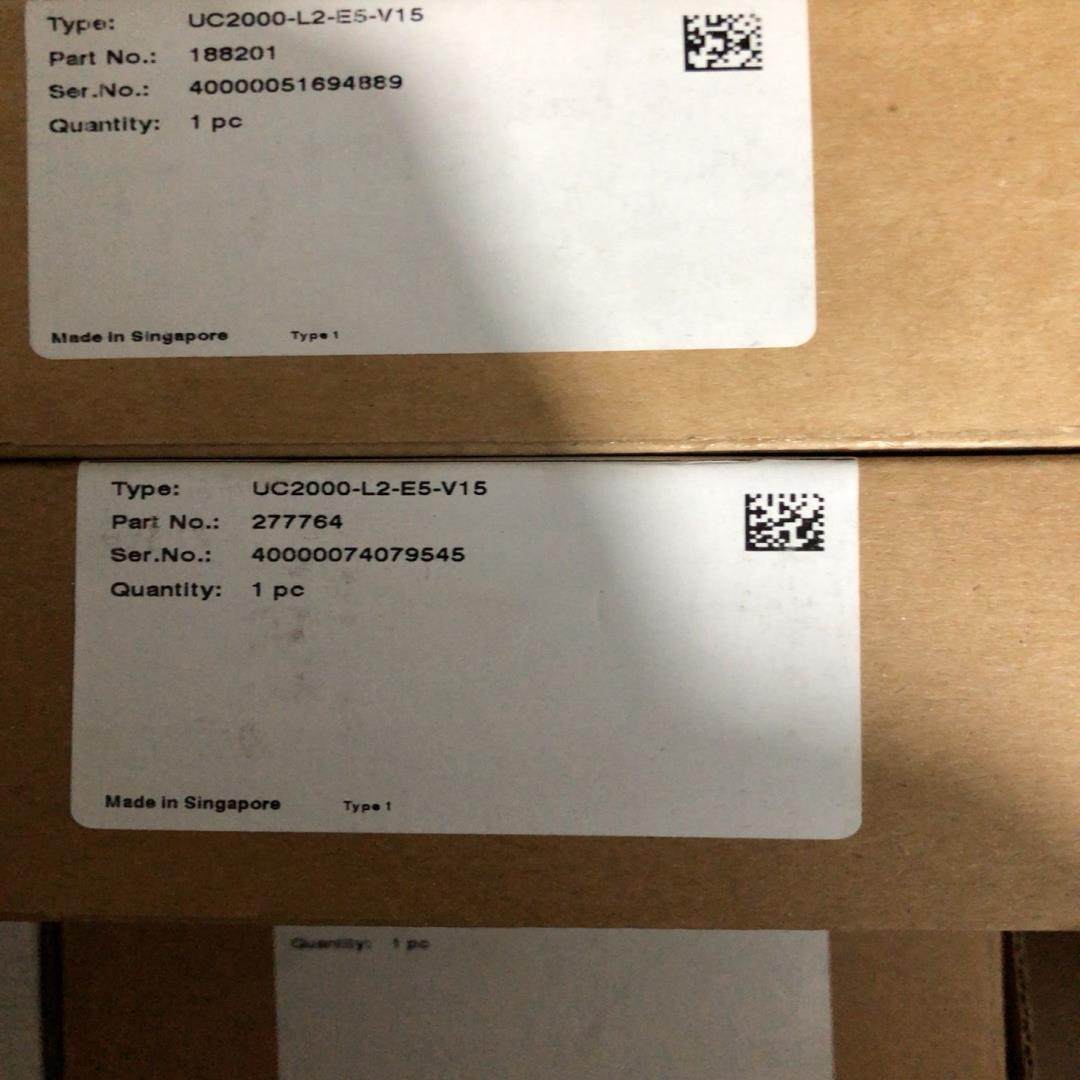 Type: UC2000-L2-E5-V15
Part No.: 188201
Ser.No.: 40000051694889
Quantity: 1 pc
Made in Singapore Type 1
Type: UC2000-L2-E5-V15
Part No.: 277764
Ser.No.: 40000074079545
Quantity: 1 pc
Made in Singapore Type 1
Quantity: 1 pc